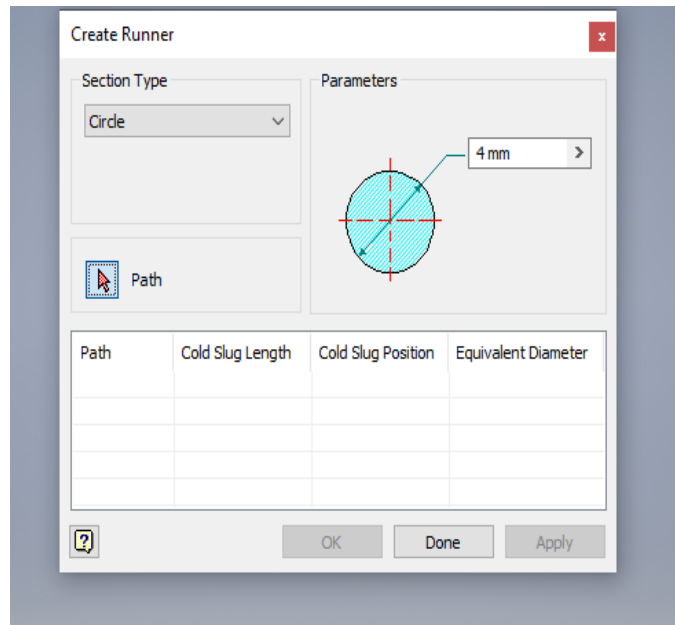 Create Runner
x
Section Type
Parameters
Circle
4 mm
Path
Path Cold Slug Length Cold Slug Position Equivalent Diameter
?
OK Done Apply